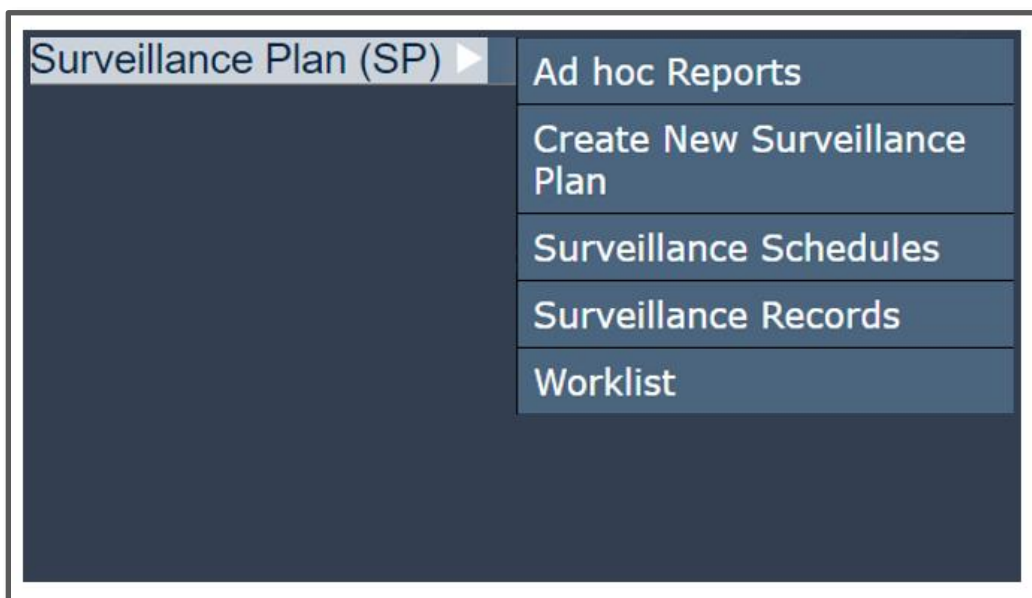 Surveillance Plan (SP)
Ad hoc Reports
Create New Surveillance
Plan
Surveillance Schedules
Surveillance Records
Worklist